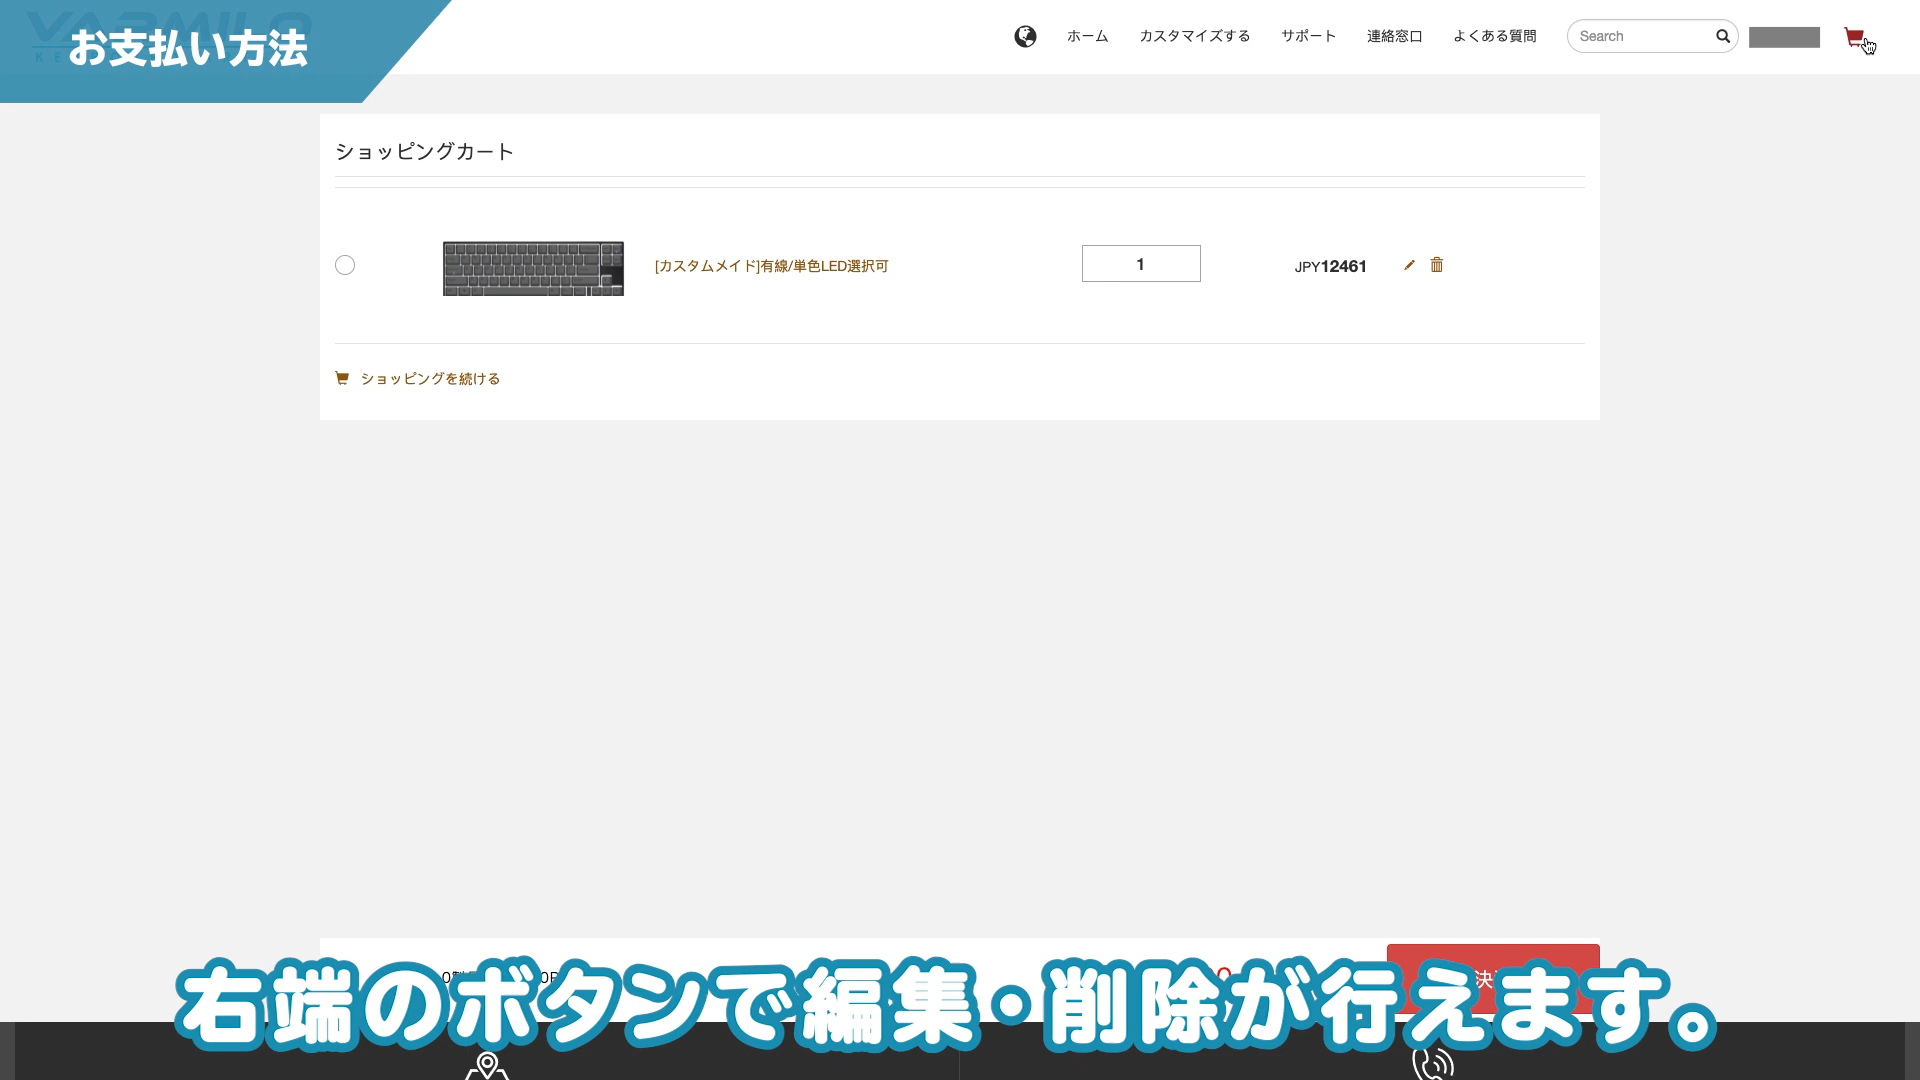 VARMILO
お支払い方法
ホーム
カスタマイズする
サポート
連絡窓口
よくある質問
Search
ショッピングカート
[カスタムメイド]有線/単色LED選択可
1
JPY12461
ショッピングを続ける
右端のボタンで編集・削除が行えます。